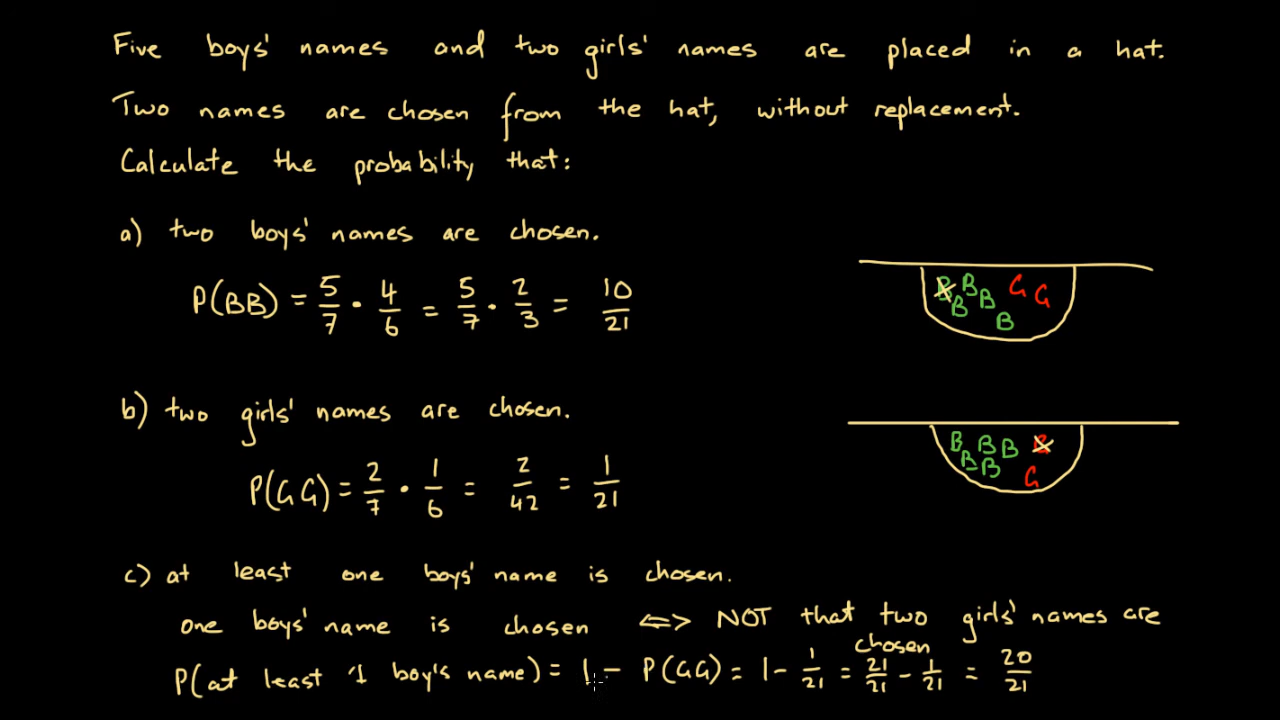 Five boys' names and two girls' names are placed in a hat.
Two names are chosen from the hat, without replacement.
Calculate the probability that:
a) two boys' names are chosen.
P(BB) = 5/7 · 4/6 = 5/7 · 2/3 = 10/21
B B B B B G G
b) two girls' names are chosen.
P(GG) = 2/7 · 1/6 = 2/42 = 1/21
B B B B B G G
c) at least one boys' name is chosen.
one boys' name is chosen <=> NOT that two girls' names are
chosen
P(at least 1 boy's name) = 1 - P(GG) = 1 - 1/21 = 21/21 - 1/21 = 20/21